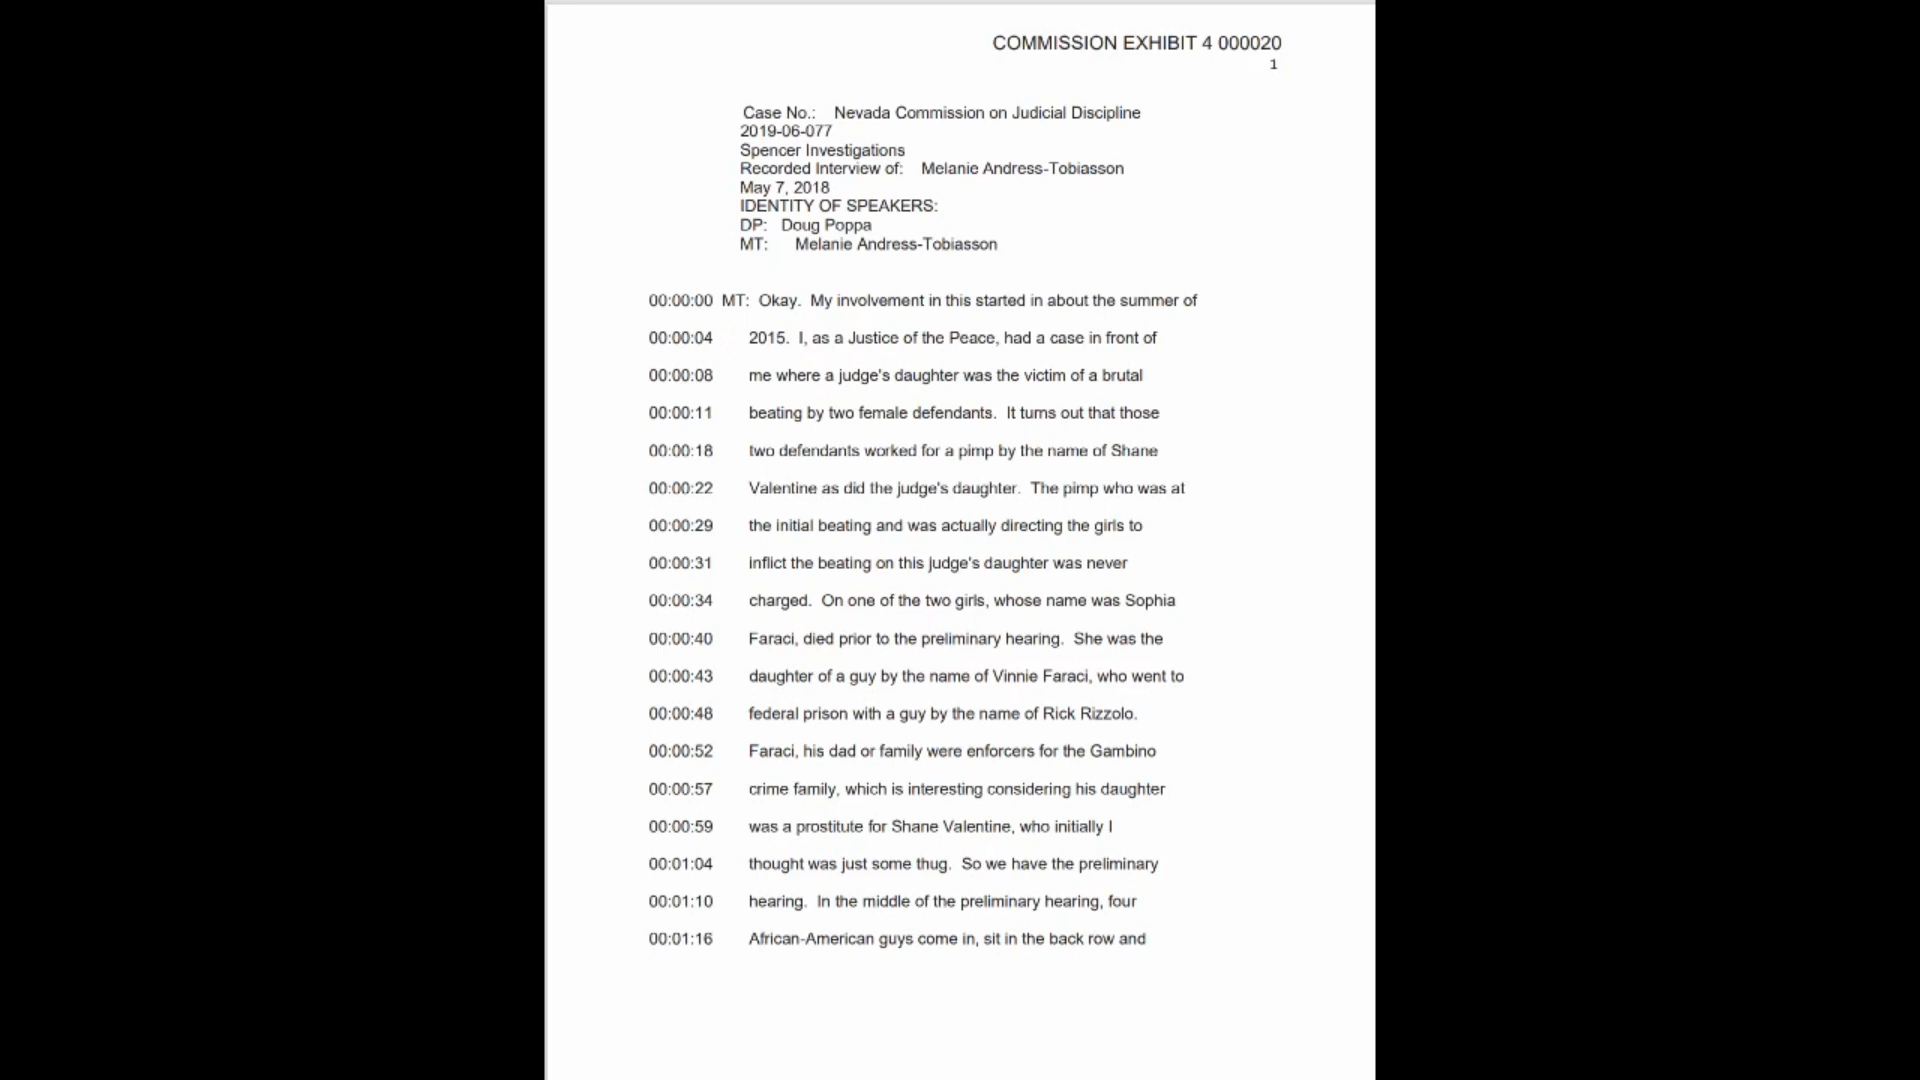 COMMISSION EXHIBIT 4 000020
1
Case No.: Nevada Commission on Judicial Discipline
2019-06-077
Spencer Investigations
Recorded Interview of: Melanie Andress-Tobiasson
May 7, 2018
IDENTITY OF SPEAKERS:
DP: Doug Poppa
MT: Melanie Andress-Tobiasson
00:00:00 MT: Okay. My involvement in this started in about the summer of
00:00:04 2015. I, as a Justice of the Peace, had a case in front of
00:00:08 me where a judge's daughter was the victim of a brutal
00:00:11 beating by two female defendants. It turns out that those
00:00:18 two defendants worked for a pimp by the name of Shane
00:00:22 Valentine as did the judge's daughter. The pimp who was at
00:00:29 the initial beating and was actually directing the girls to
00:00:31 inflict the beating on this judge's daughter was never
00:00:34 charged. On one of the two girls, whose name was Sophia
00:00:40 Faraci, died prior to the preliminary hearing. She was the
00:00:43 daughter of a guy by the name of Vinnie Faraci, who went to
00:00:48 federal prison with a guy by the name of Rick Rizzolo.
00:00:52 Faraci, his dad or family were enforcers for the Gambino
00:00:57 crime family, which is interesting considering his daughter
00:00:59 was a prostitute for Shane Valentine, who initially I
00:01:04 thought was just some thug. So we have the preliminary
00:01:10 hearing. In the middle of the preliminary hearing, four
00:01:16 African-American guys come in, sit in the back row and